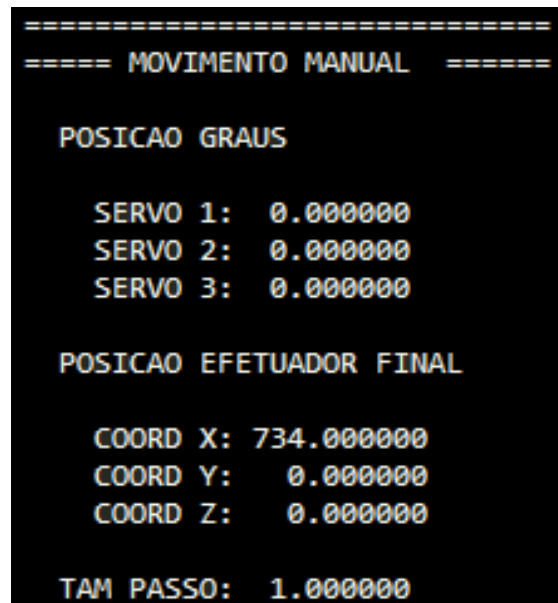 ==============================
===== MOVIMENTO MANUAL  ======
POSICAO GRAUS
SERVO 1:  0.000000
SERVO 2:  0.000000
SERVO 3:  0.000000
POSICAO EFETUADOR FINAL
COORD X: 734.000000
COORD Y:   0.000000
COORD Z:   0.000000
TAM PASSO:  1.000000